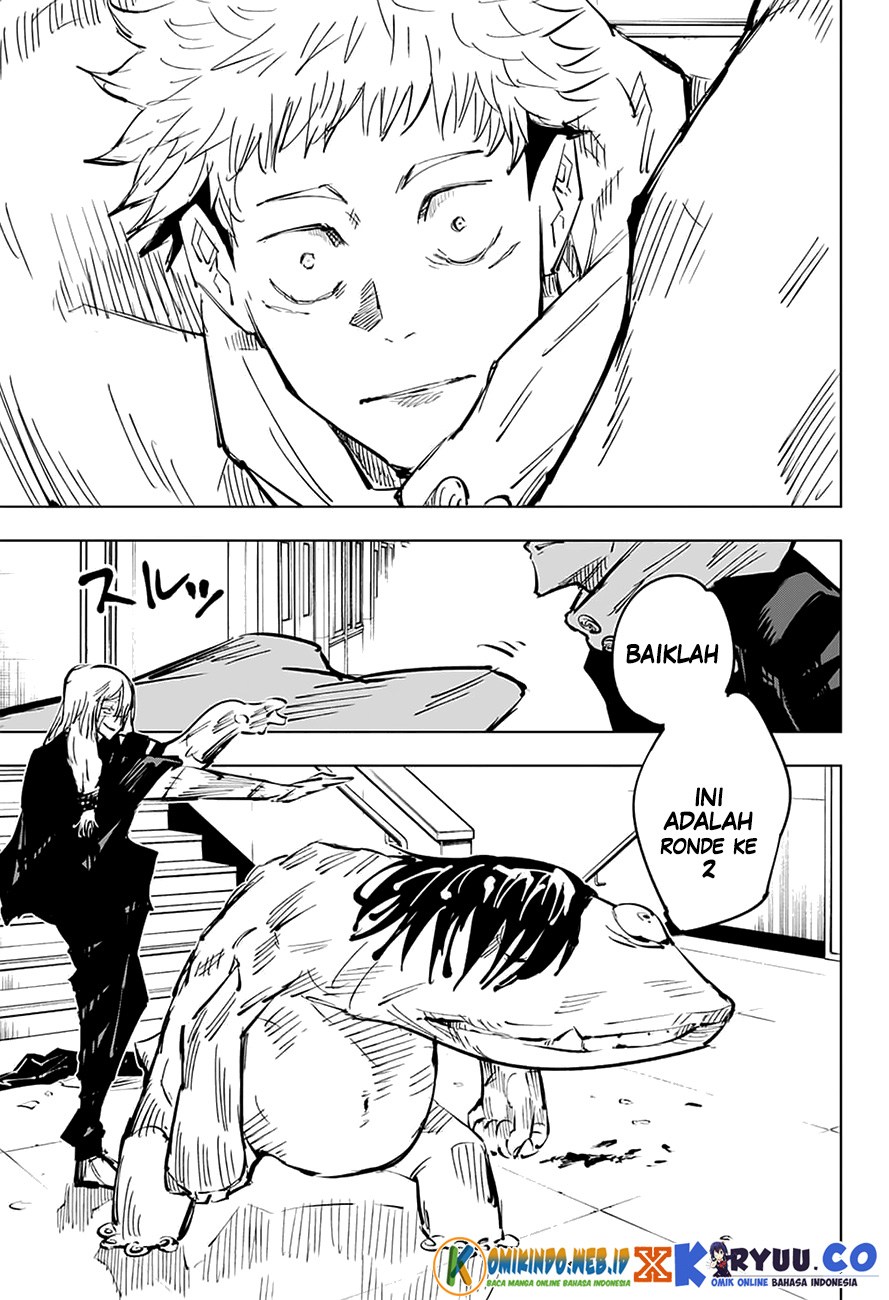 スルッ
BAIKLAH
INI
ADALAH
RONDE KE
2
KOMIKINDO.WEB.ID X KIRYUU.CO
BACA MANGA ONLINE BAHASA INDONESIA
OMIK ONLINE BAHASA INDONESIA